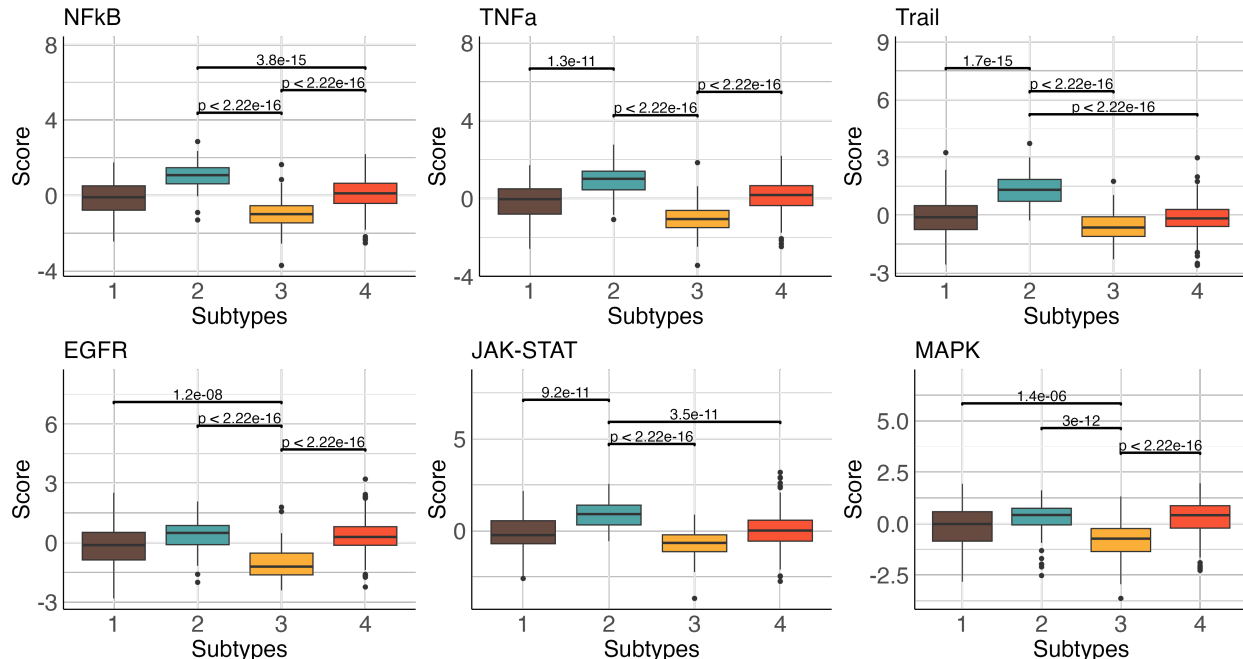 NFkB
8
4
0
-4
Score
3.8e-15
p < 2.22e-16
p < 2.22e-16
1 2 3 4
Subtypes
TNFa
8
4
0
-4
Score
1.3e-11
p < 2.22e-16
p < 2.22e-16
1 2 3 4
Subtypes
Trail
9
6
3
0
-3
Score
1.7e-15
p < 2.22e-16
p < 2.22e-16
1 2 3 4
Subtypes
EGFR
6
3
0
-3
Score
1.2e-08
p < 2.22e-16
p < 2.22e-16
1 2 3 4
Subtypes
JAK-STAT
5
0
Score
9.2e-11
3.5e-11
p < 2.22e-16
1 2 3 4
Subtypes
MAPK
5.0
2.5
0.0
-2.5
Score
1.4e-06
3e-12
p < 2.22e-16
1 2 3 4
Subtypes